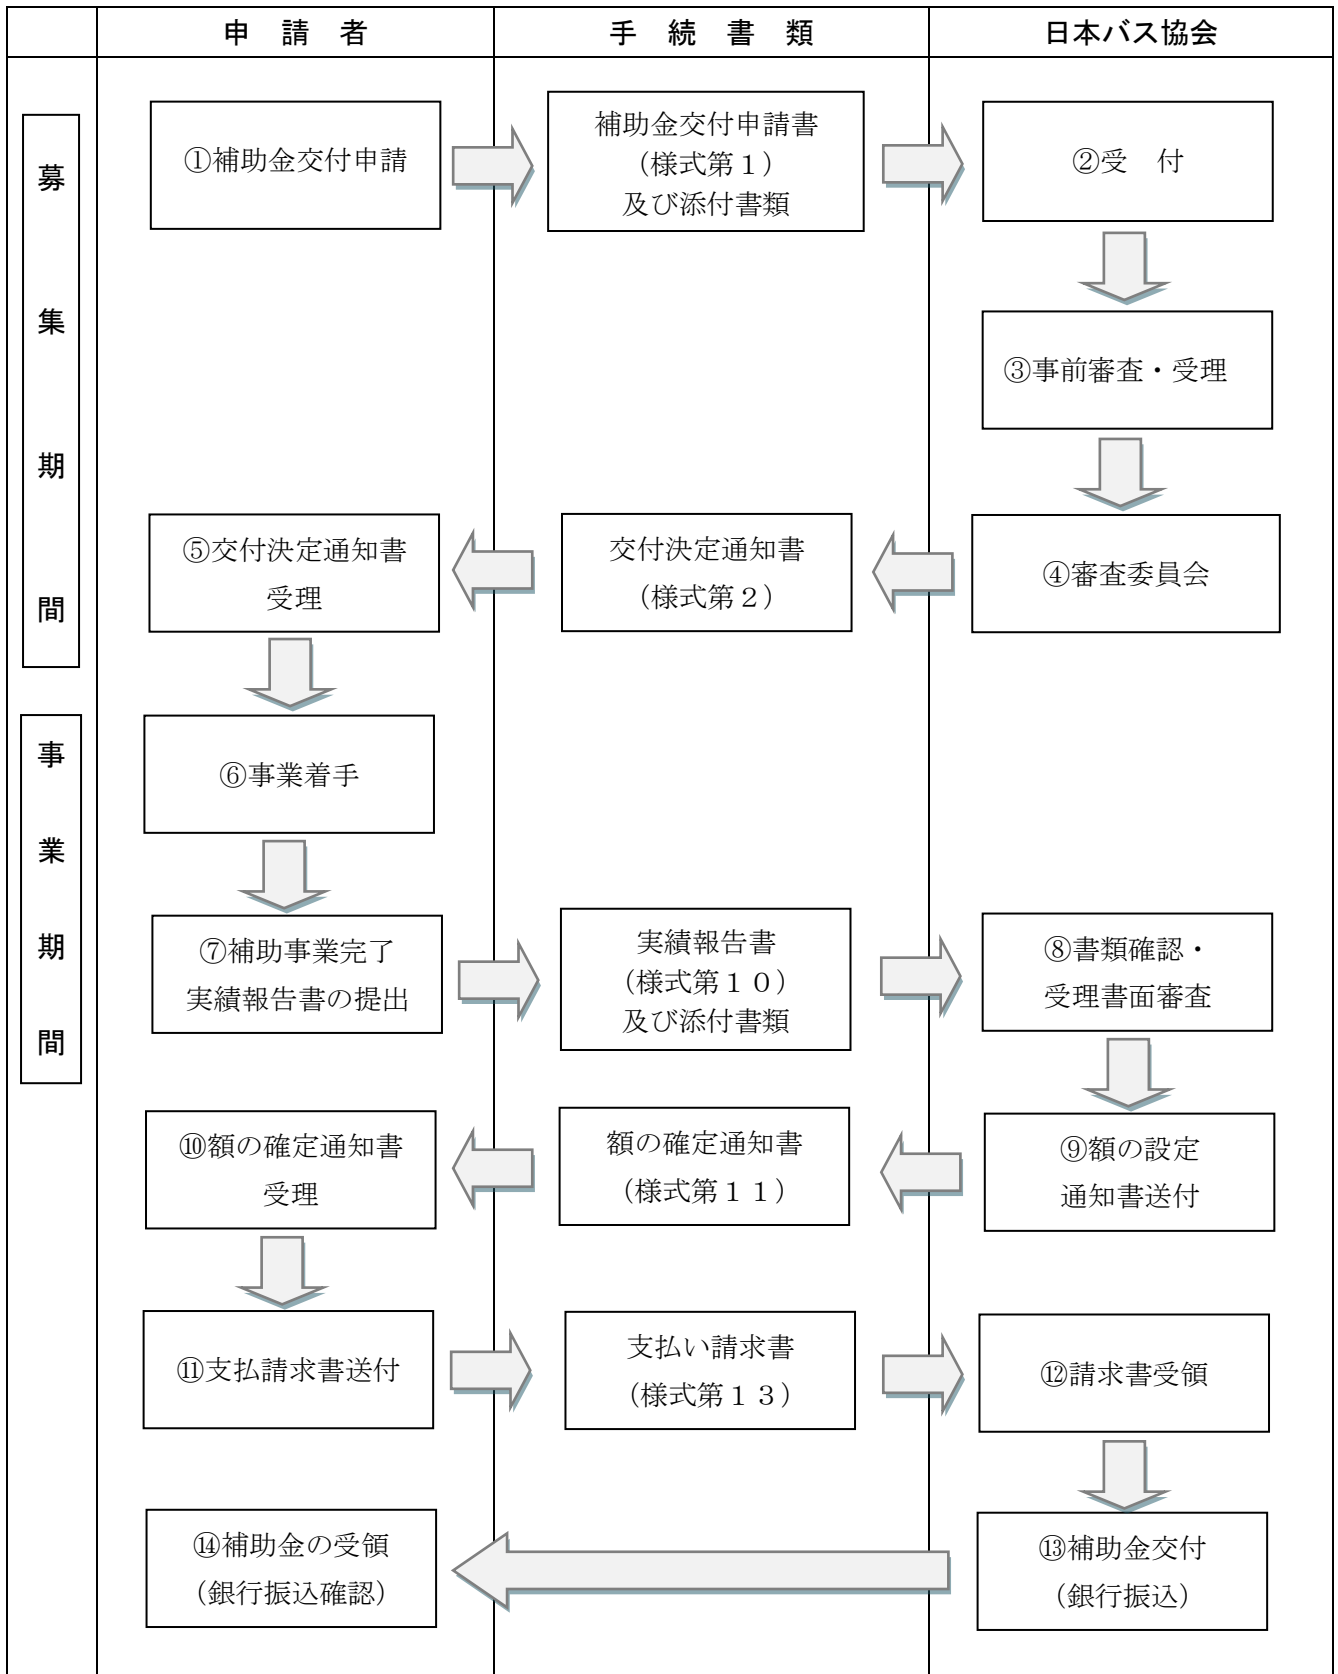 申　請　者
手　続　書　類
日本バス協会
募集期間
①補助金交付申請
補助金交付申請書
（様式第１）
及び添付書類
②受　付
③事前審査・受理
④審査委員会
交付決定通知書
（様式第２）
⑤交付決定通知書
受理
事業期間
⑥事業着手
⑦補助事業完了
実績報告書の提出
実績報告書
（様式第１０）
及び添付書類
⑧書類確認・
受理書面審査
⑨額の設定
通知書送付
額の確定通知書
（様式第１１）
⑩額の確定通知書
受理
⑪支払請求書送付
支払い請求書
（様式第１３）
⑫請求書受領
⑬補助金交付
（銀行振込）
⑭補助金の受領
（銀行振込確認）